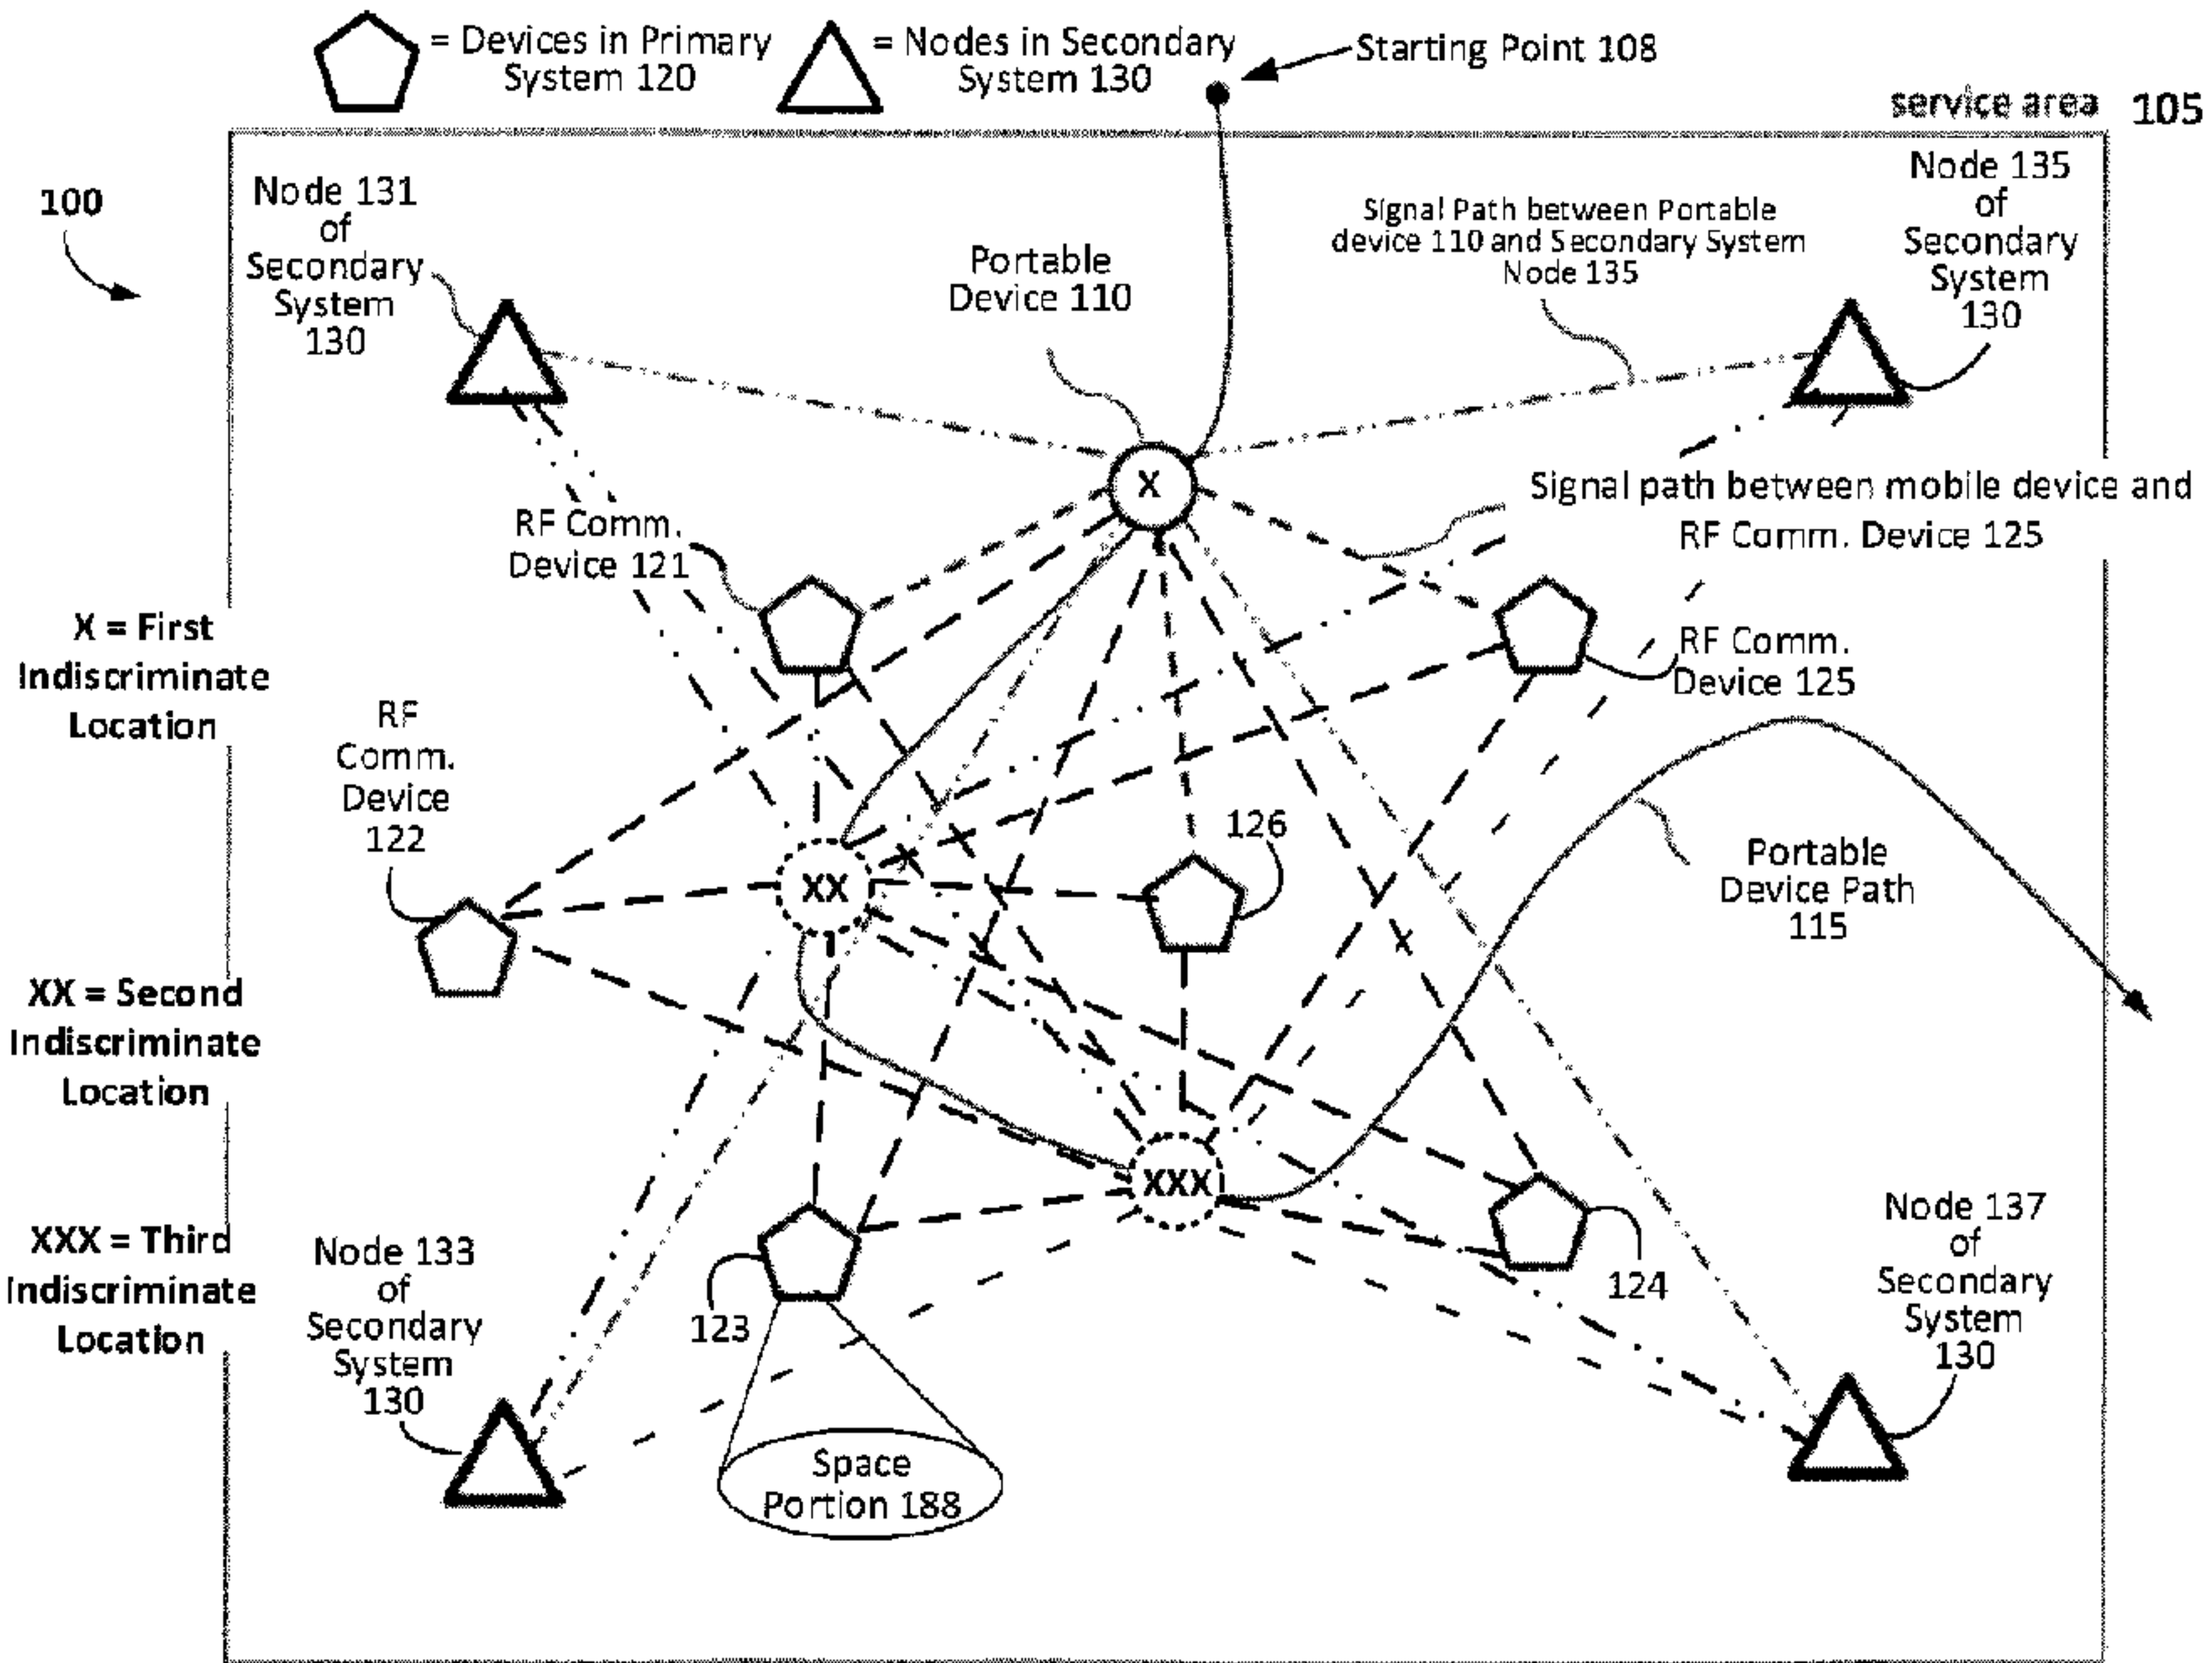 = Devices in Primary
System 120
= Nodes in Secondary
System 130
Starting Point 108
service area 105
100
Node 131
of
Secondary
System
130
Portable
Device 110
Signal Path between Portable
device 110 and Secondary System
Node 135
Node 135
of
Secondary
System
130
X
Signal path between mobile device and
RF Comm. Device 125
RF Comm.
Device 121
X = First
Indiscriminate
Location
RF Comm.
Device 125
RF
Comm.
Device
122
126
XX
Portable
Device Path
115
XX = Second
Indiscriminate
Location
XXX
XXX = Third
Indiscriminate
Location
Node 133
of
Secondary
System
130
123
124
Node 137
of
Secondary
System
130
Space
Portion 188